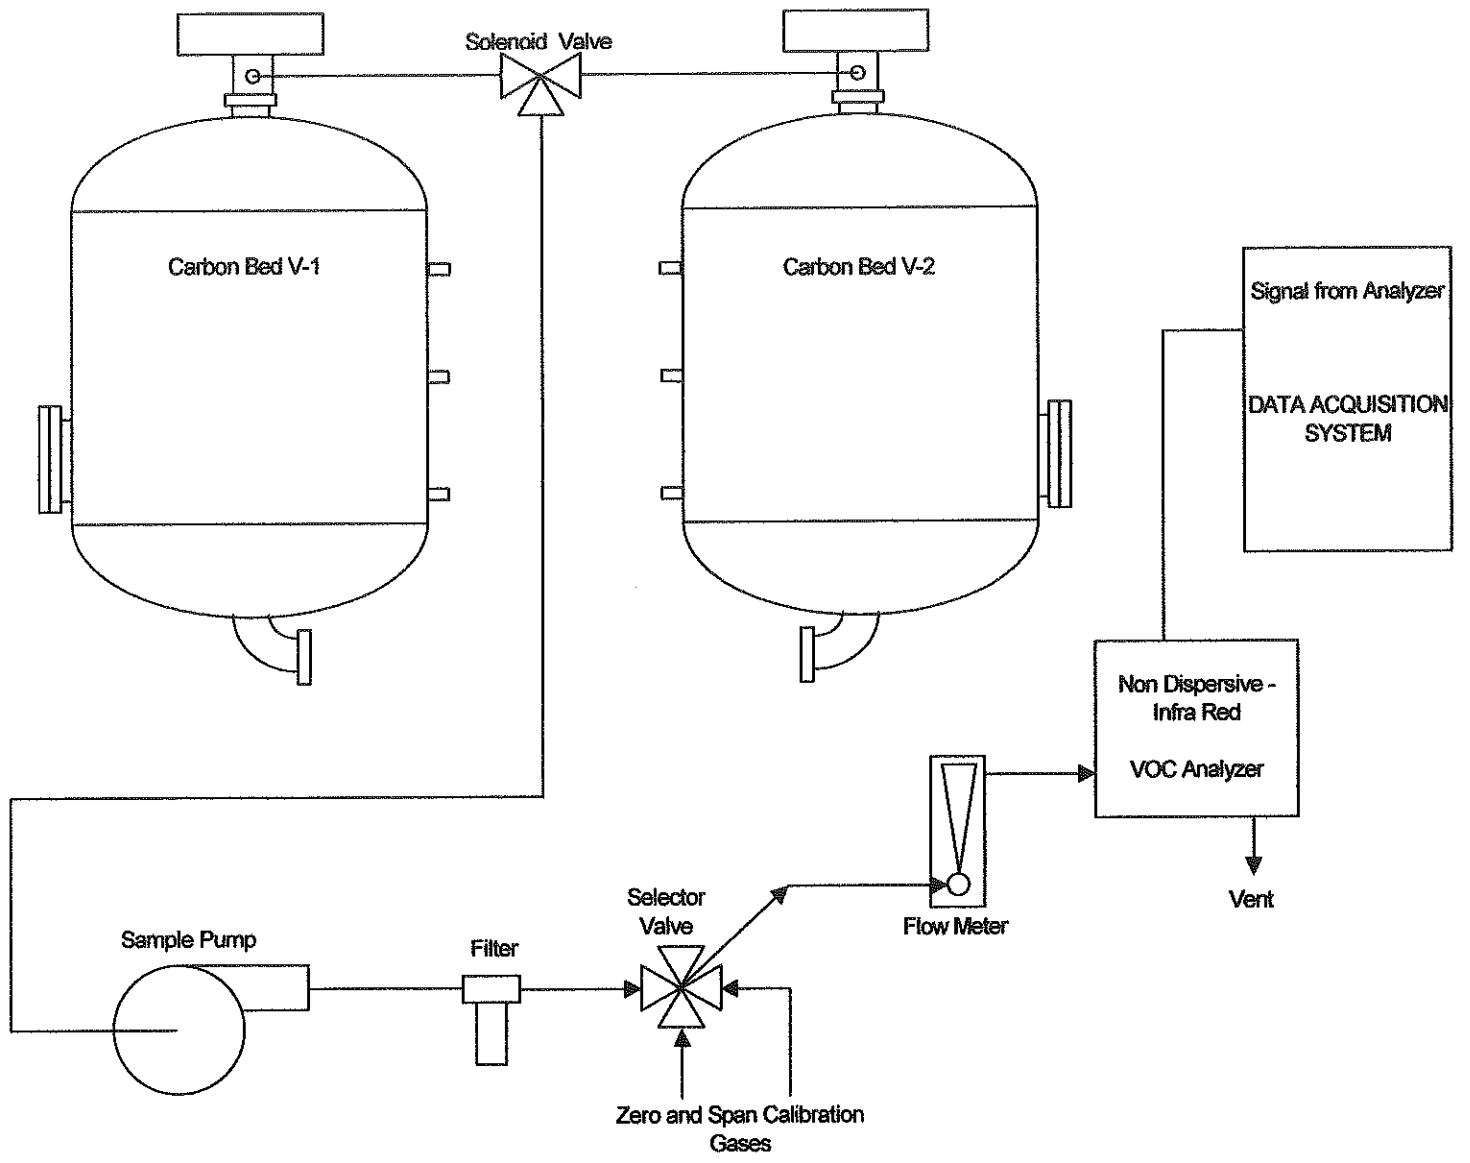 Solenoid Valve
Carbon Bed V-1
Carbon Bed V-2
Signal from Analyzer
DATA ACQUISITION
SYSTEM
Non Dispersive -
Infra Red
VOC Analyzer
Vent
Flow Meter
Selector
Valve
Filter
Sample Pump
Zero and Span Calibration
Gases